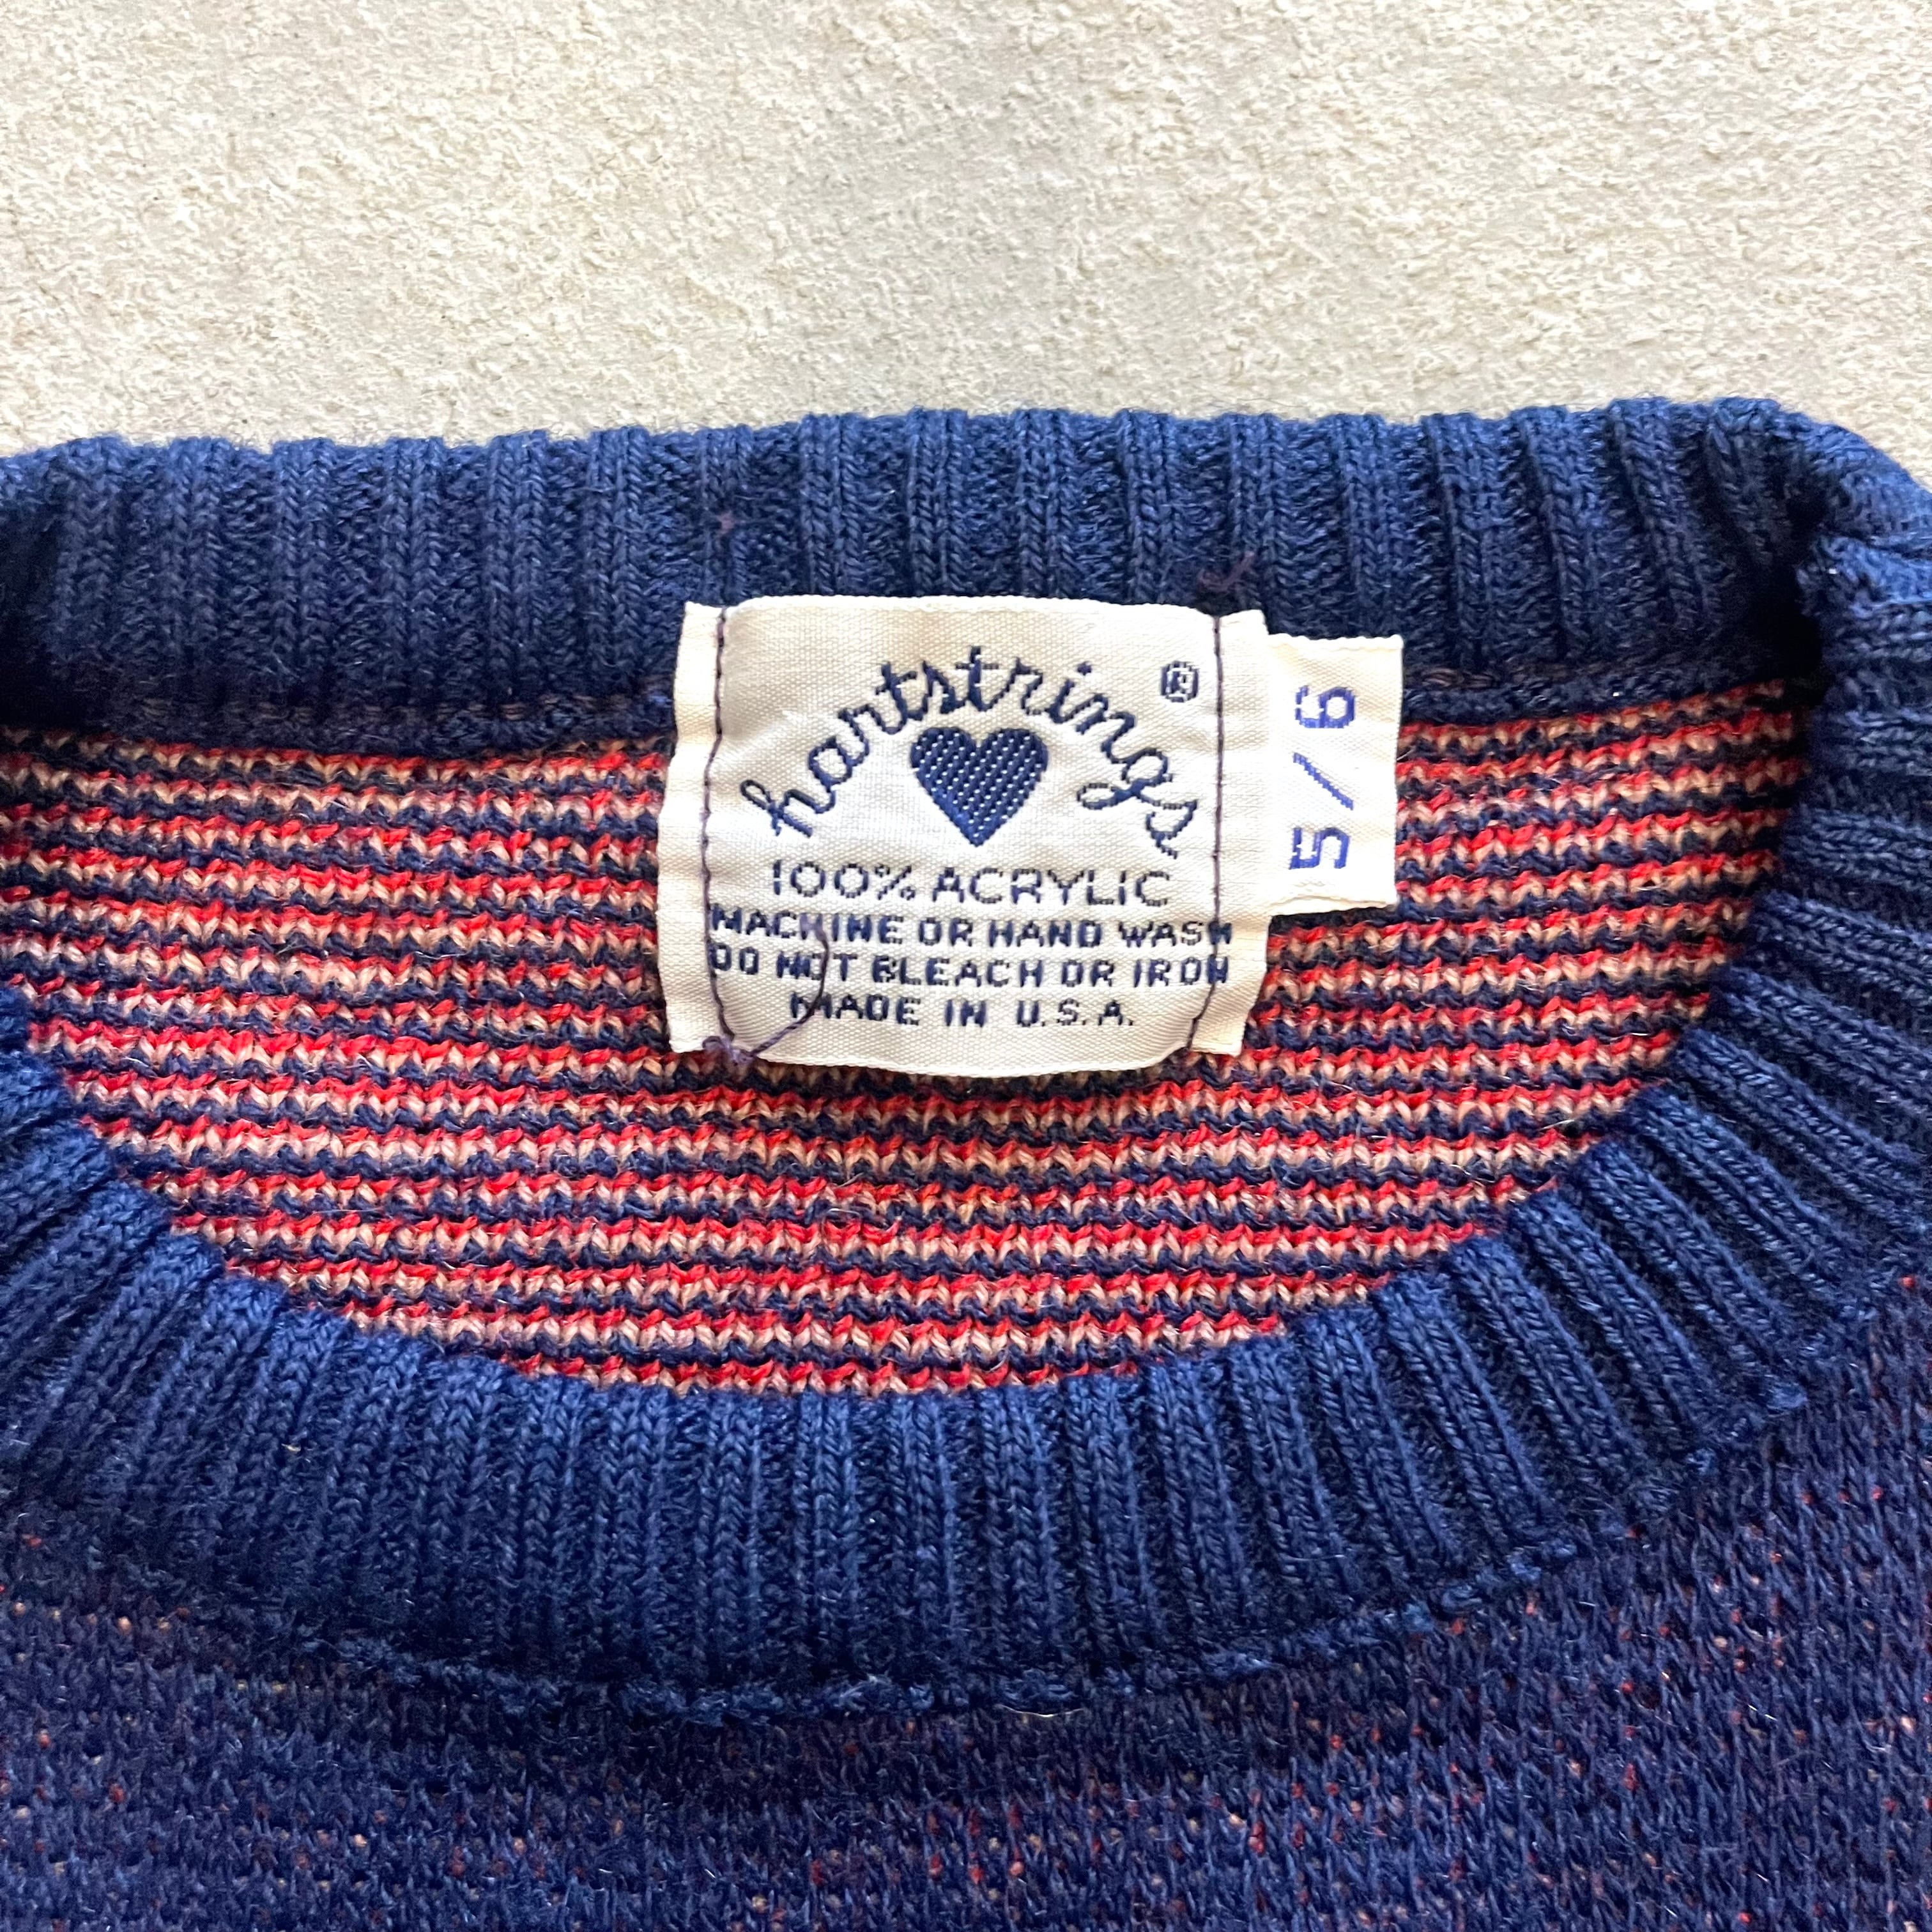 hartstrings®
100% ACRYLIC
MACHINE OR HAND WASH
DO NOT BLEACH OR IRON
MADE IN U.S.A.
5/6